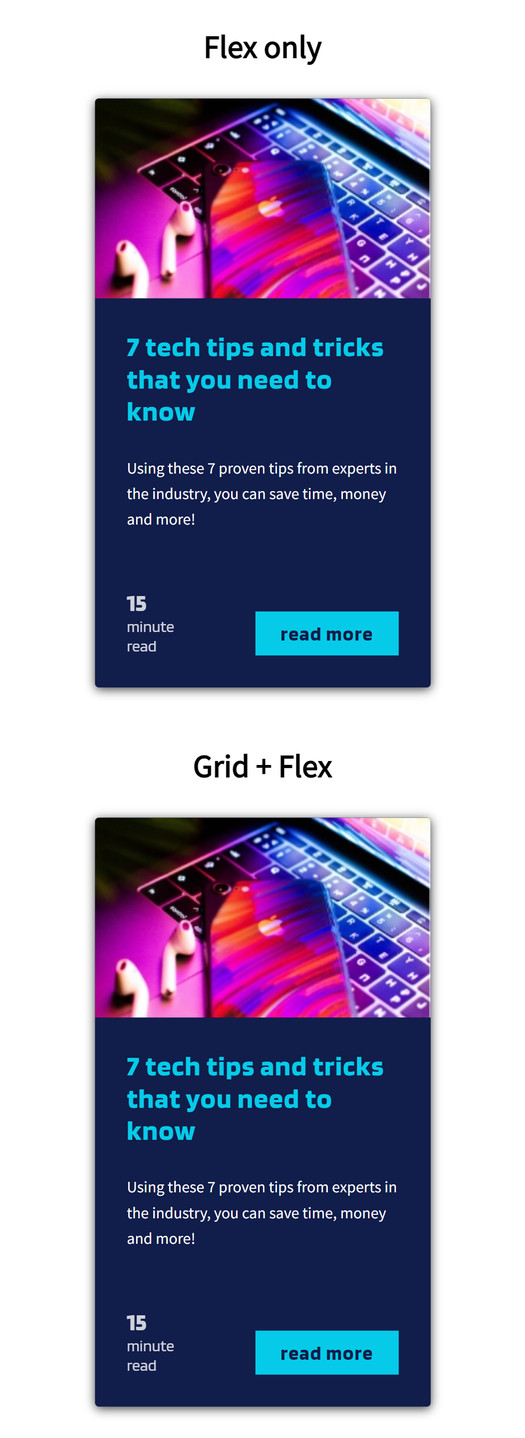 Flex only
7 tech tips and tricks
that you need to
know
Using these 7 proven tips from experts in
the industry, you can save time, money
and more!
15
minute
read
read more
Grid + Flex
7 tech tips and tricks
that you need to
know
Using these 7 proven tips from experts in
the industry, you can save time, money
and more!
15
minute
read
read more